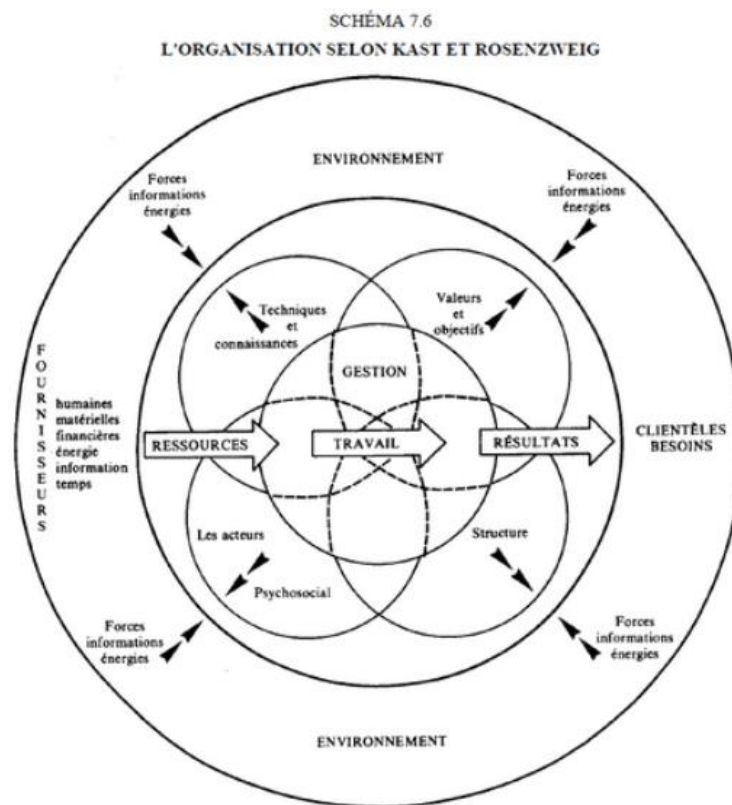 SCHÉMA 7.6
L'ORGANISATION SELON KAST ET ROSENZWEIG
ENVIRONNEMENT
Forces
informations
énergies
Forces
informations
énergies
Techniques
et
connaissances
Valeurs
et
objectifs
GESTION
FOURNISSEURS
humaines
matérielles
financières
énergie
information
temps
RESSOURCES
TRAVAIL
RÉSULTATS
CLIENTÈLES
BESOINS
Les acteurs
Psychosocial
Structure
Forces
informations
énergies
Forces
informations
énergies
ENVIRONNEMENT